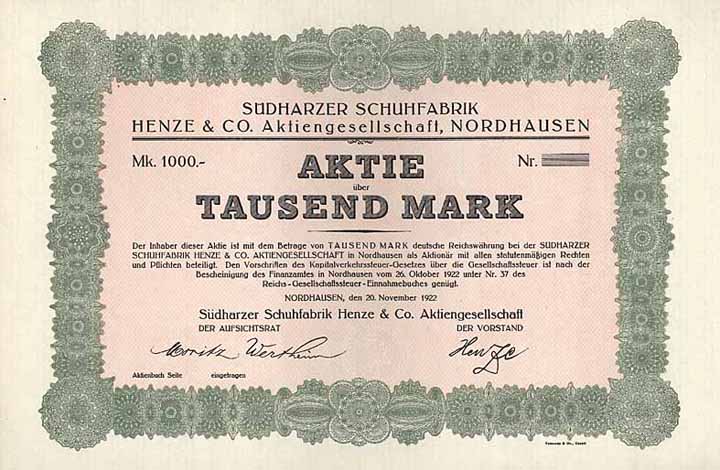 SÜDHARZER SCHUHFABRIK
HENZE & CO. Aktiengesellschaft, NORDHAUSEN
Mk. 1000.- AKTIE Nr.
über
TAUSEND MARK
Der Inhaber dieser Aktie ist mit dem Betrage von TAUSEND MARK deutsche Reichswährung bei der SÜDHARZER
SCHUHFABRIK HENZE & CO. AKTIENGESELLSCHAFT in Nordhausen als Aktionär mit allen statutenmäßigen Rechten
und Pflichten beteiligt. Den Vorschriften des Kapitalverkehrssteuer-Gesetzes über die Gesellschaftssteuer ist nach der
Bescheinigung des Finanzamtes in Nordhausen vom 26. Oktober 1922 unter Nr. 37 des
Reichs-Gesellschaftssteuer-Einnahmebuches genügt.
NORDHAUSEN, den 20. November 1922
Südharzer Schuhfabrik Henze & Co. Aktiengesellschaft
DER AUFSICHTSRAT DER VORSTAND
Moritz Wertheim Henze
Aktienbuch Seite eingetragen